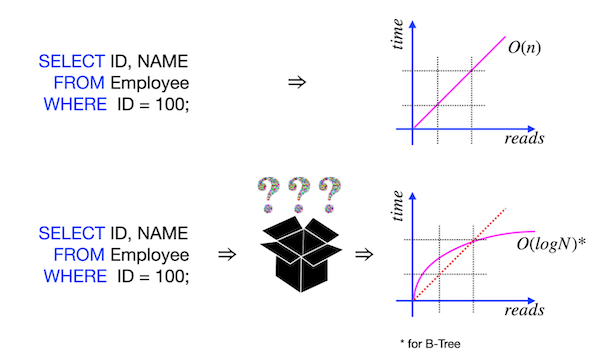 SELECT ID, NAME
FROM Employee
WHERE ID = 100;
⇒
time
O(n)
reads
? ? ?
SELECT ID, NAME
FROM Employee
WHERE ID = 100;
⇒
⇒
time
O(logN)*
reads
* for B-Tree